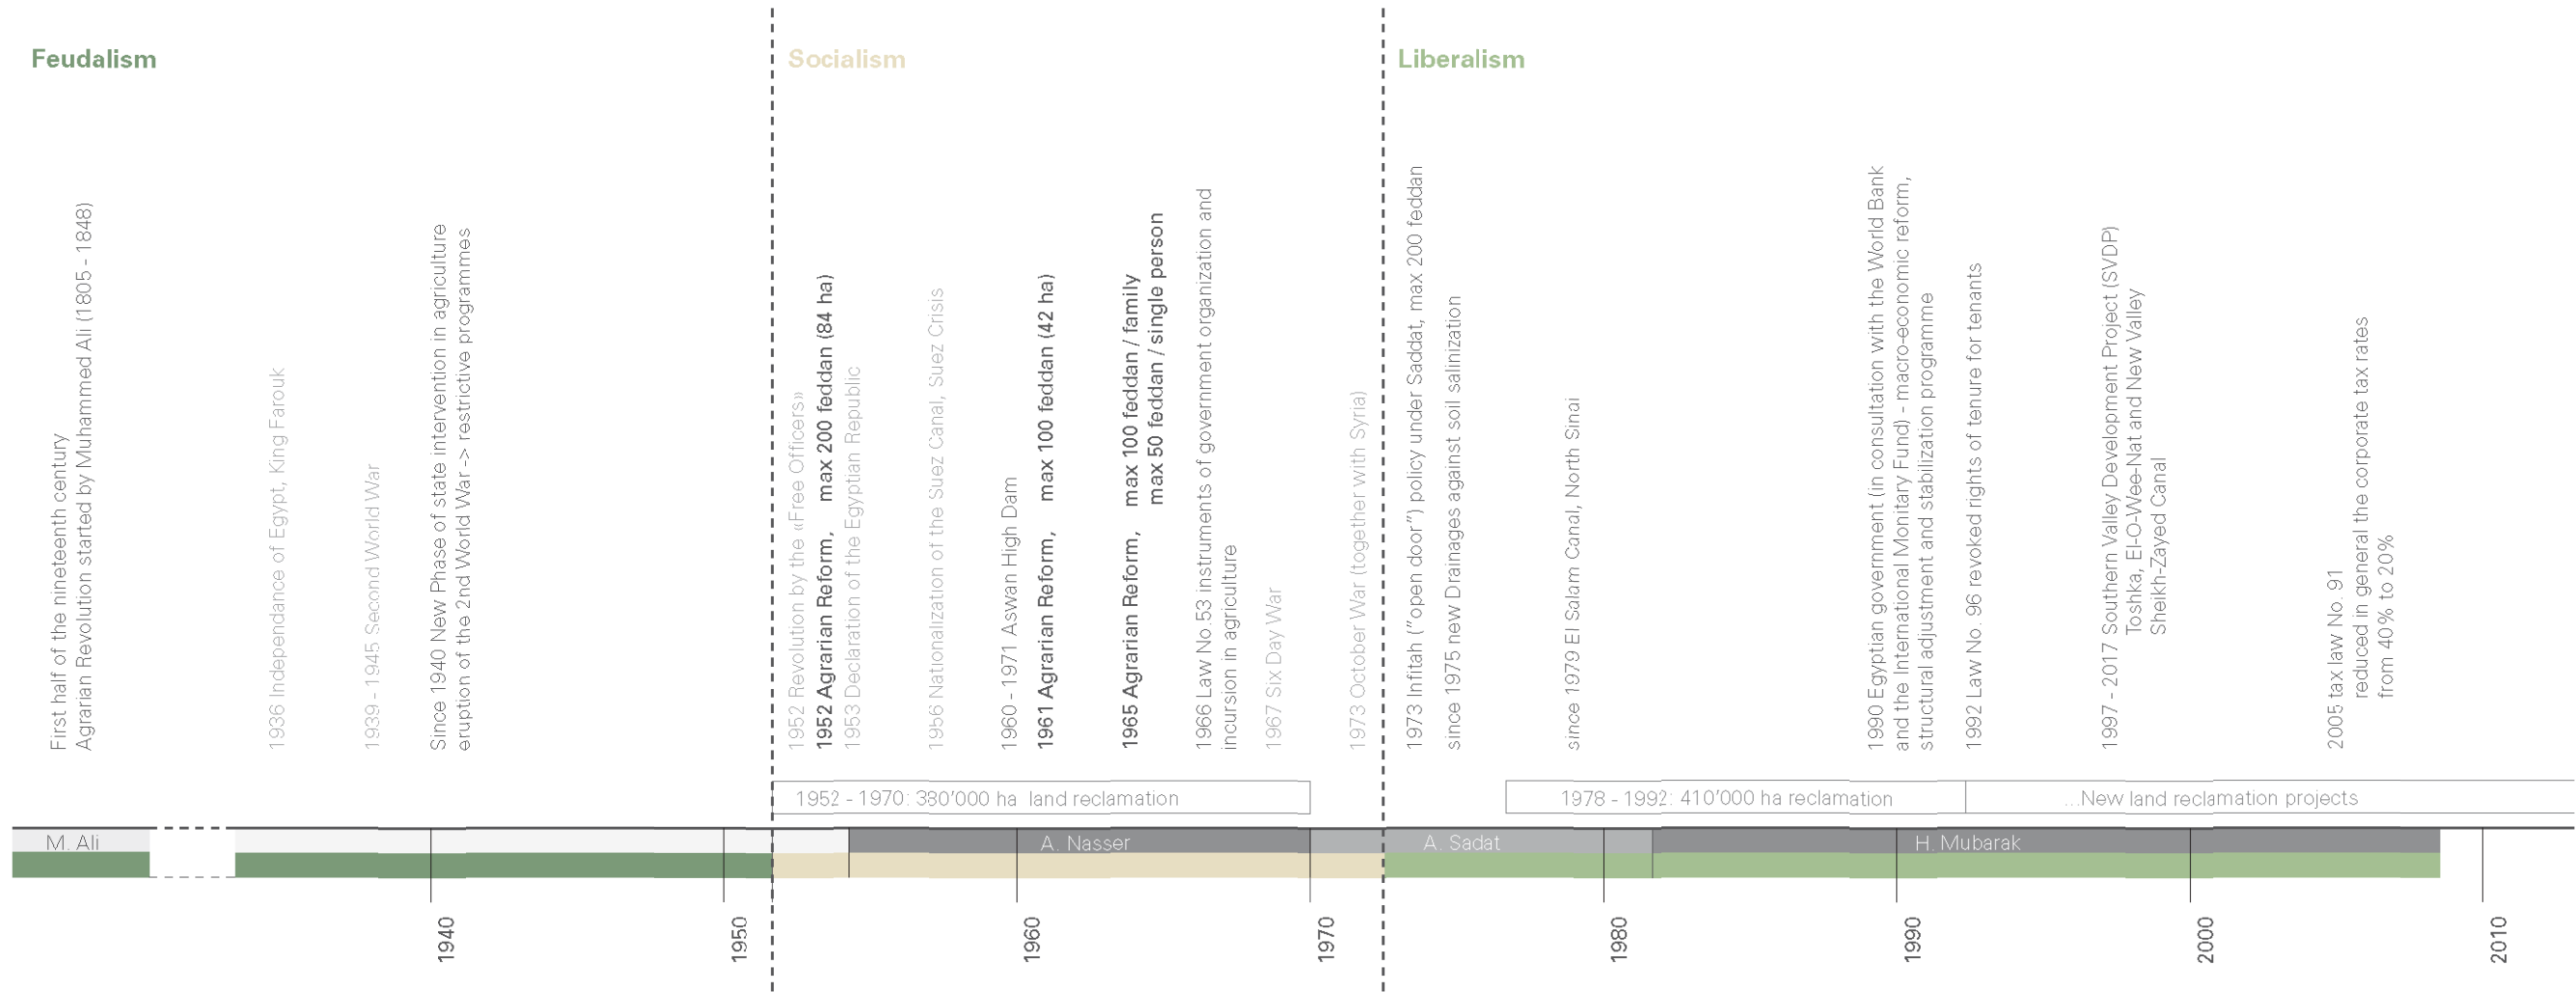 Feudalism
Socialism
Liberalism
First half of the nineteenth century
Agrarian Revolution started by Muhammed Ali (1805 - 1848)
1936 Independance of Egypt, King Farouk
1939 - 1945 Second World War
Since 1940 New Phase of state intervention in agriculture
eruption of the 2nd World War -> restrictive programmes
1952 Revolution by the «Free Officers»
1952 Agrarian Reform, max 200 feddan (84 ha)
1953 Declaration of the Egyptian Republic
1956 Nationalization of the Suez Canal, Suez Crisis
1960 - 1971 Aswan High Dam
1961 Agrarian Reform, max 100 feddan (42 ha)
1965 Agrarian Reform, max 100 feddan / family
max 50 feddan / single person
1966 Law No.53 instruments of government organization and
incursion in agriculture
1967 Six Day War
1973 October War (together with Syria)
1973 Infitah ("open door") policy under Saddat, max 200 feddan
since 1975 new Drainages against soil salinization
since 1979 El Salam Canal, North Sinai
1990 Egyptian government (in consultation with the World Bank
and the International Monitary Fund) - macro-economic reform,
structural adjustment and stabilization programme
1992 Law No. 96 revoked rights of tenure for tenants
1997 - 2017 Southern Valley Development Project (SVDP)
Toshka, El-O-Wee-Nat and New Valley
Sheikh-Zayed Canal
2005 tax law No. 91
reduced in general the corporate tax rates
from 40% to 20%
1952 - 1970: 380'000 ha land reclamation
1978 - 1992: 410'000 ha reclamation
...New land reclamation projects
M. Ali
A. Nasser
A. Sadat
H. Mubarak
1940
1950
1960
1970
1980
1990
2000
2010